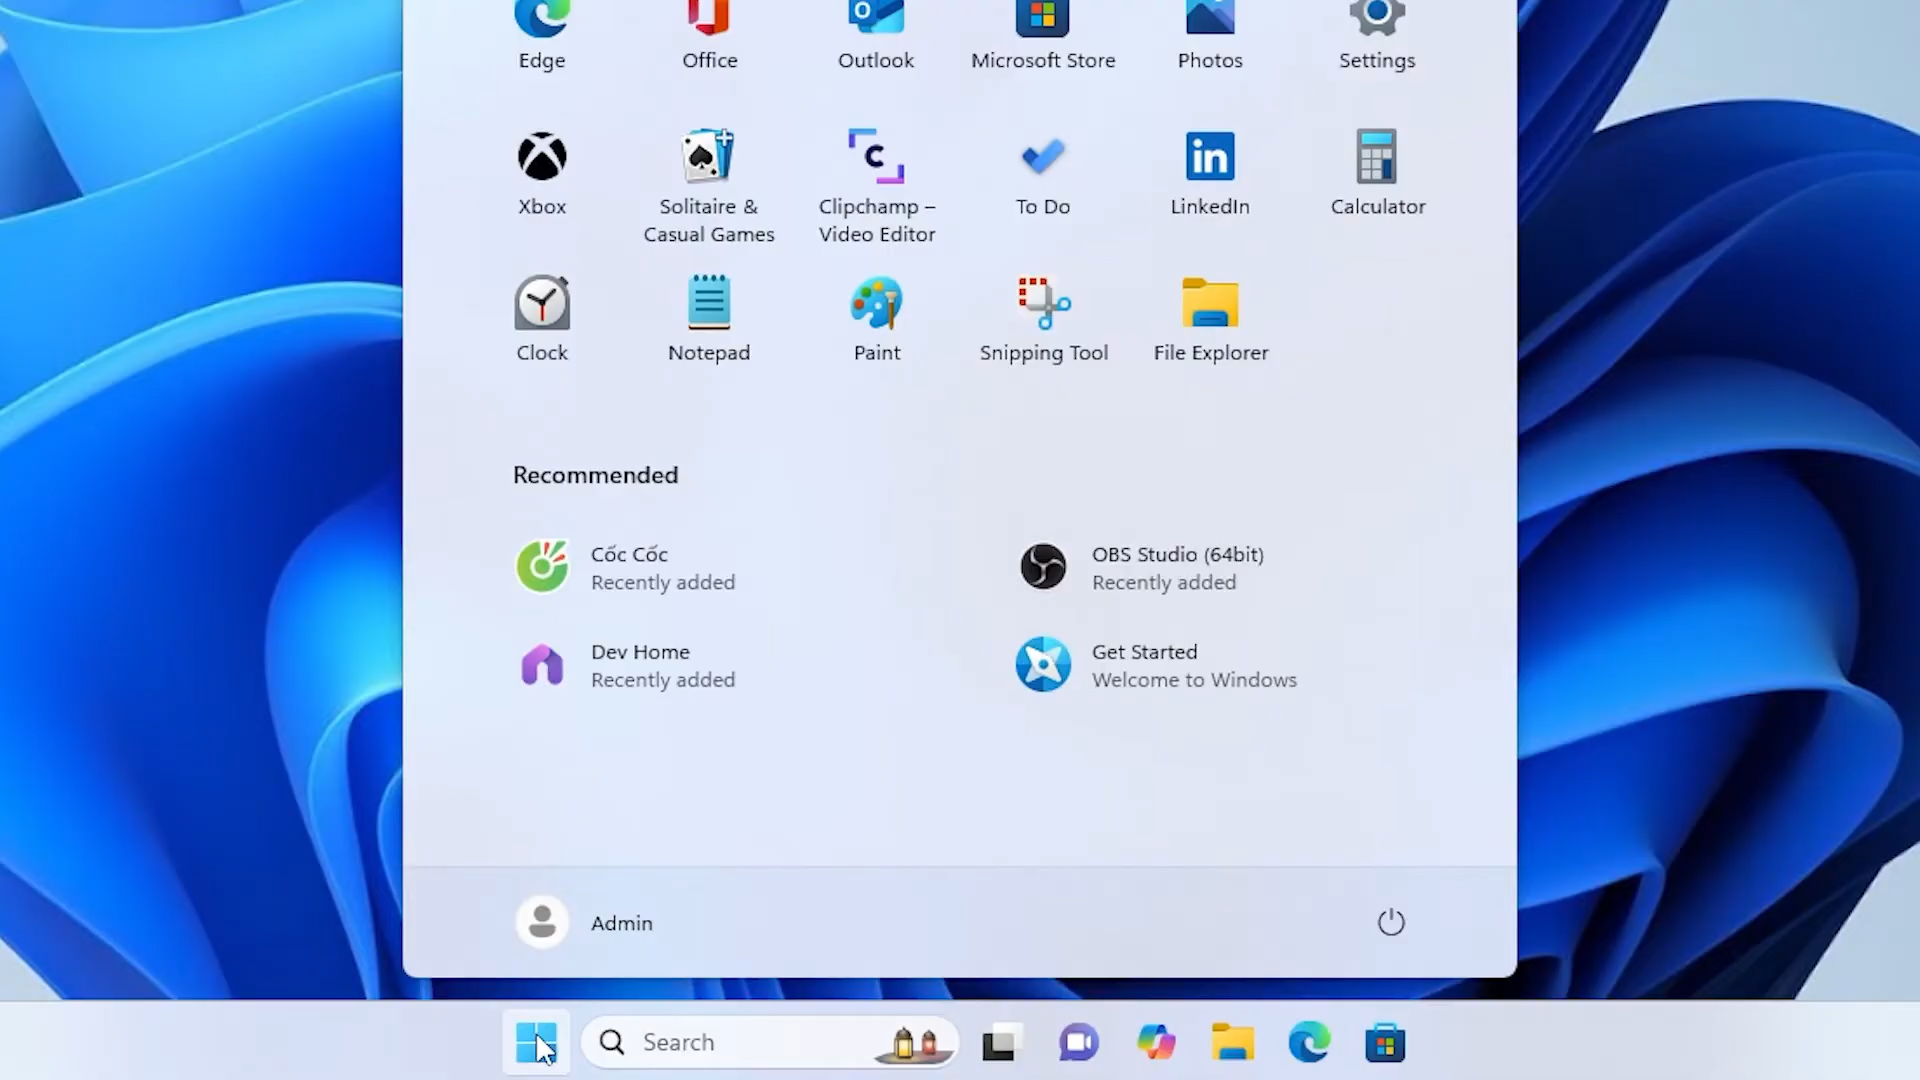 Edge
Office
Outlook
Microsoft Store
Photos
Settings
Xbox
Solitaire &
Casual Games
Clipchamp –
Video Editor
To Do
LinkedIn
Calculator
Clock
Notepad
Paint
Snipping Tool
File Explorer
Recommended
Cốc Cốc
Recently added
OBS Studio (64bit)
Recently added
Dev Home
Recently added
Get Started
Welcome to Windows
Admin
Search